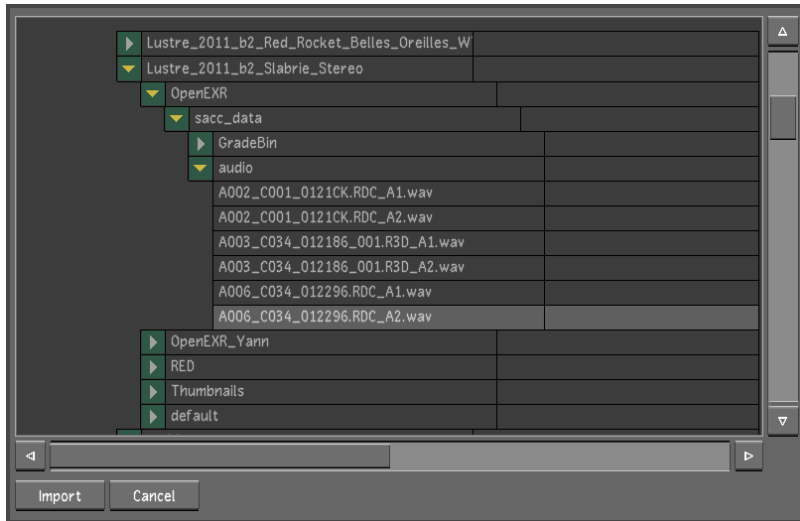 Lustre_2011_b2_Red_Rocket_Belles_Oreilles_W
Lustre_2011_b2_Slabrie_Stereo
OpenEXR
sacc_data
GradeBin
audio
A002_C001_0121CK.RDC_A1.wav
A002_C001_0121CK.RDC_A2.wav
A003_C034_012186_001.R3D_A1.wav
A003_C034_012186_001.R3D_A2.wav
A006_C034_012296.RDC_A1.wav
A006_C034_012296.RDC_A2.wav
OpenEXR_Yann
RED
Thumbnails
default
Import Cancel